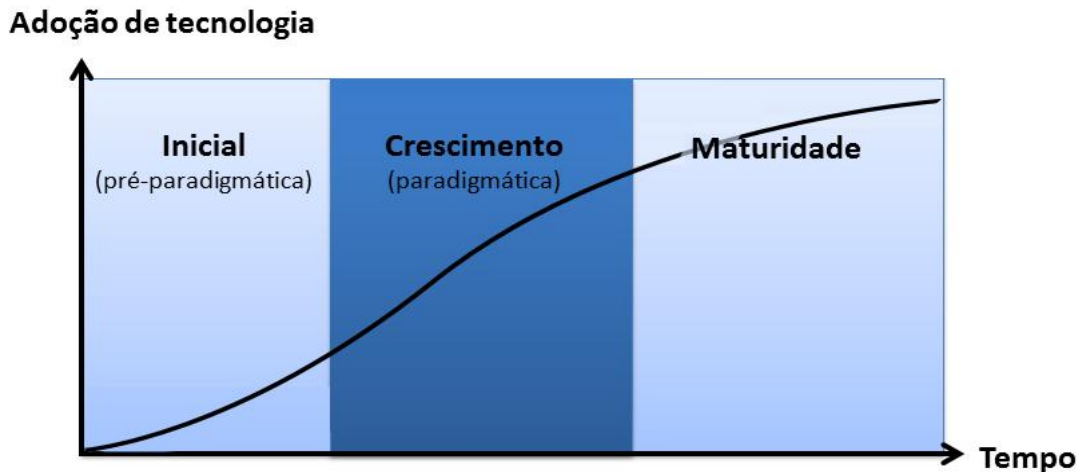 Adoção de tecnologia
Inicial
(pré-paradigmática)
Crescimento
(paradigmática)
Maturidade
Tempo